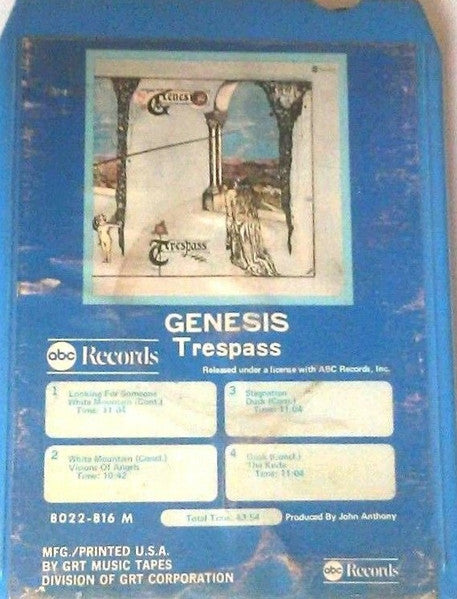 Genesis
Trespass
GENESIS
abc Records
Trespass
Released under a license with ABC Records, Inc.
1 Looking For Someone
White Mountain (Cont.)
Time: 11:04
3 Stagnation
Dusk (Cont.)
Time: 11:04
2 White Mountain (Concl.)
Visions Of Angels
Time: 10:42
4 Dusk (Concl.)
The Knife
Time: 11:04
8022-816 M
Total Time: 43:54
Produced By John Anthony
MFG./PRINTED U.S.A.
BY GRT MUSIC TAPES
DIVISION OF GRT CORPORATION
abc Records